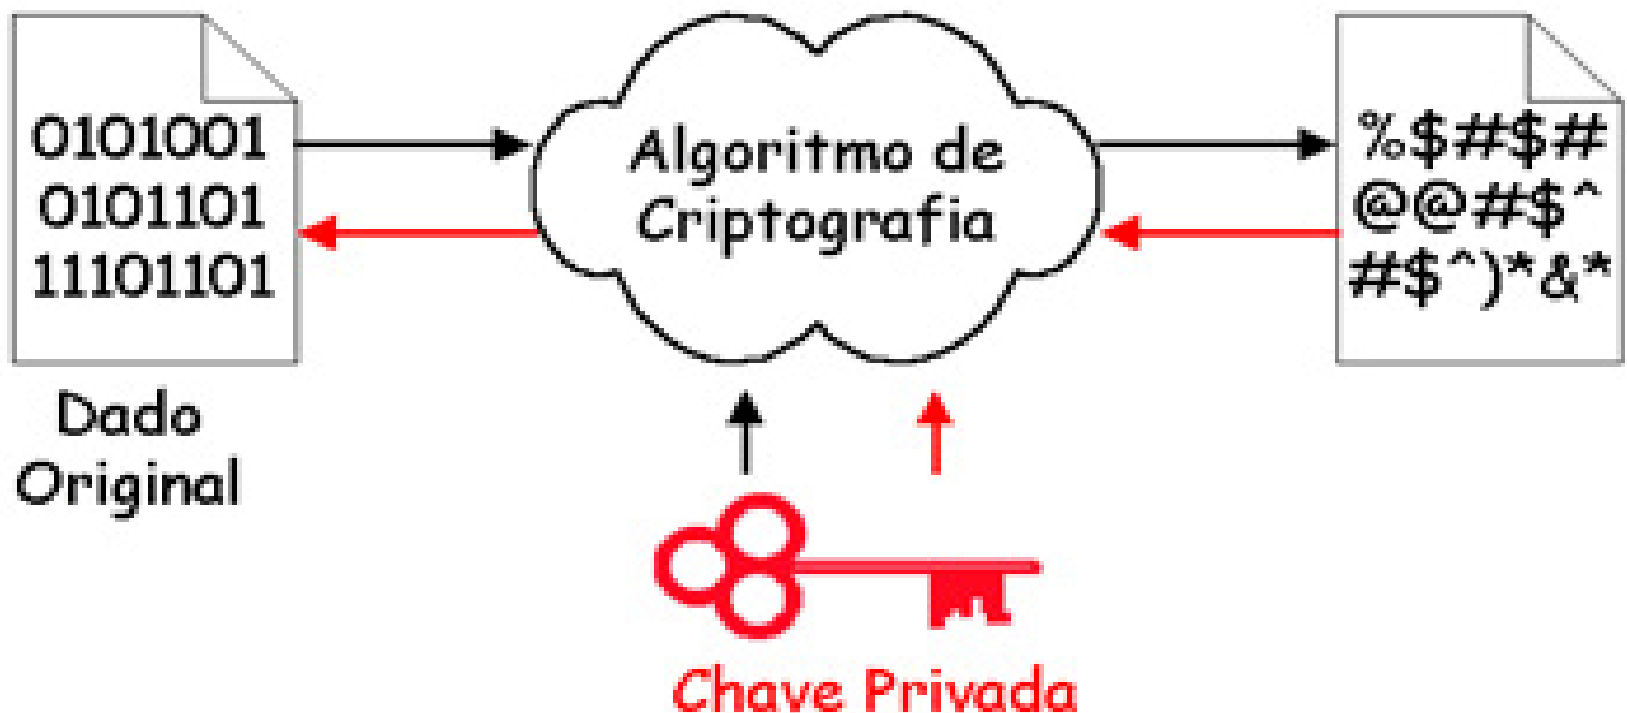 0101001
0101101
11101101
Dado
Original
Algoritmo de
Criptografia
%$#$#
@@#$^
#$^)*&*
Chave Privada